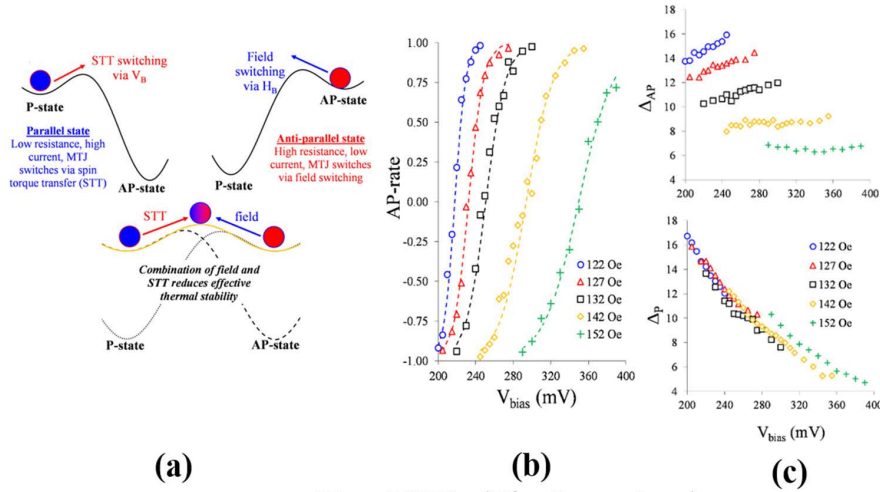 STT switching
via V_B
Field
switching
via H_B
P-state
AP-state
Parallel state
Low resistance, high
current, MTJ
switches via spin
torque transfer (STT)
AP-state
P-state
Anti-parallel state
High resistance, low
current, MTJ switches
via field switching
STT
field
Combination of field and
STT reduces effective
thermal stability
P-state
AP-state
(a)
AP-rate
1.00
0.75
0.50
0.25
0.00
-0.25
-0.50
-0.75
-1.00
122 Oe
127 Oe
132 Oe
142 Oe
152 Oe
200 240 280 320 360 400
V_bias (mV)
(b)
Δ_AP
16
14
12
10
8
6
4
200 240 280 320 360 400
Δ_P
16
14
12
10
8
6
4
122 Oe
127 Oe
132 Oe
142 Oe
152 Oe
200 240 280 320 360 400
V_bias (mV)
(c)